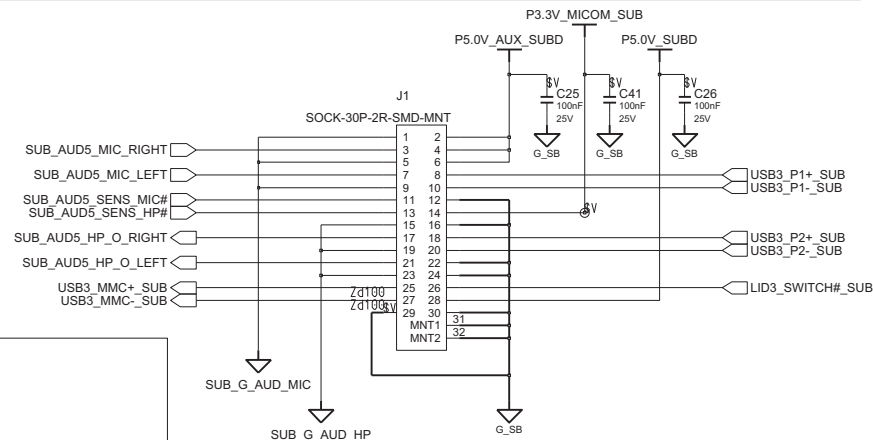 P3.3V_MICOM_SUB
P5.0V_AUX_SUBD
P5.0V_SUBD
J1
SOCK-30P-2R-SMD-MNT
$V
C25
100nF
25V
G_SB
$V
C41
100nF
25V
G_SB
$V
C26
100nF
25V
G_SB
1 2
SUB_AUD5_MIC_RIGHT 3 4
5 6
SUB_AUD5_MIC_LEFT 7 8 USB3_P1+_SUB
9 10 USB3_P1-_SUB
SUB_AUD5_SENS_MIC# 11 12
SUB_AUD5_SENS_HP# 13 14 $V
15 16
SUB_AUD5_HP_O_RIGHT 17 18 USB3_P2+_SUB
19 20 USB3_P2-_SUB
SUB_AUD5_HP_O_LEFT 21 22
23 24
USB3_MMC+_SUB Zd100 25 26 LID3_SWITCH#_SUB
USB3_MMC-_SUB Zd100 27 28
$V 29 30
MNT1 31
MNT2 32
SUB_G_AUD_MIC
SUB_G_AUD_HP
G_SB